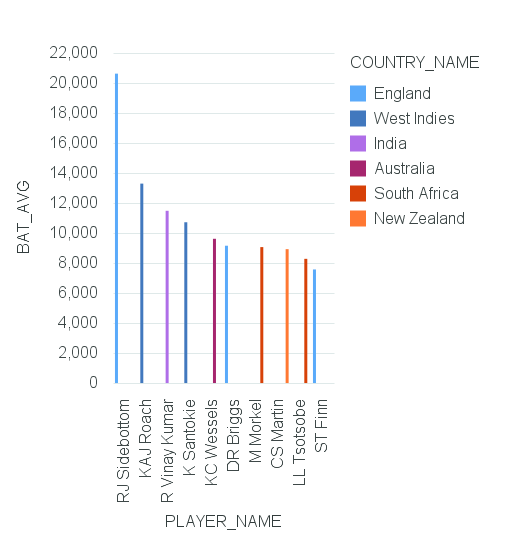 22,000
20,000
18,000
16,000
14,000
12,000
10,000
8,000
6,000
4,000
2,000
0
BAT_AVG
RJ Sidebottom
KAJ Roach
R Vinay Kumar
K Santokie
KC Wessels
DR Briggs
M Morkel
CS Martin
LL Tsotsobe
ST Finn
PLAYER_NAME
COUNTRY_NAME
England
West Indies
India
Australia
South Africa
New Zealand